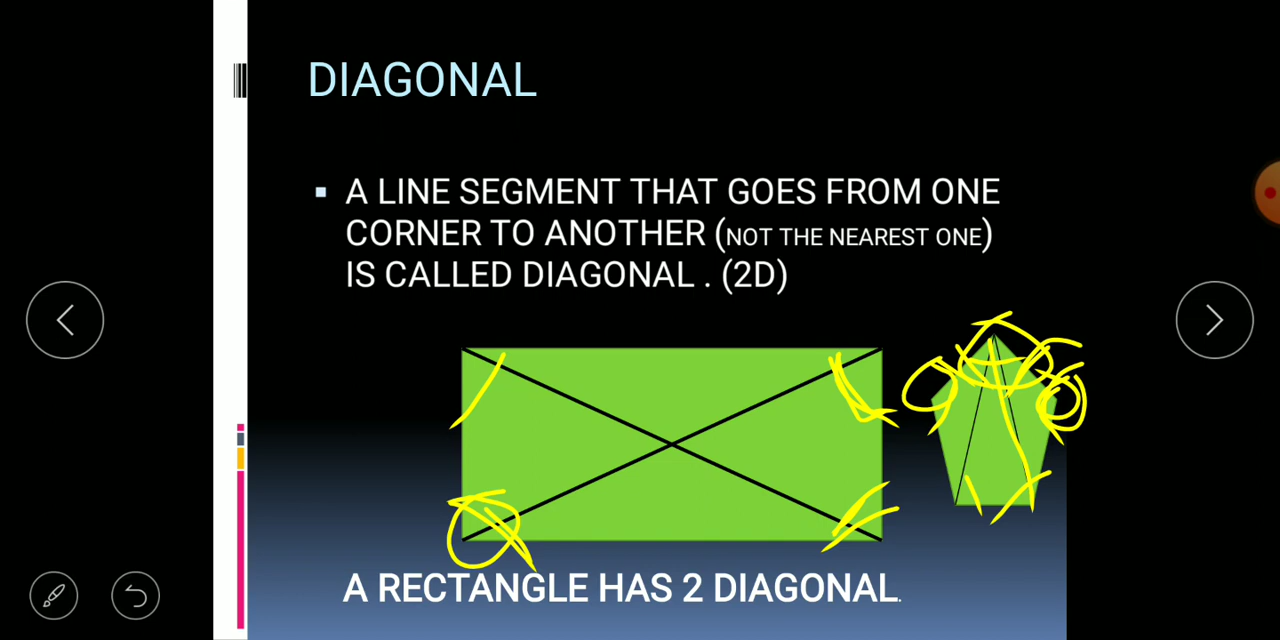 DIAGONAL
▪ A LINE SEGMENT THAT GOES FROM ONE
CORNER TO ANOTHER (NOT THE NEAREST ONE)
IS CALLED DIAGONAL . (2D)
A RECTANGLE HAS 2 DIAGONAL.